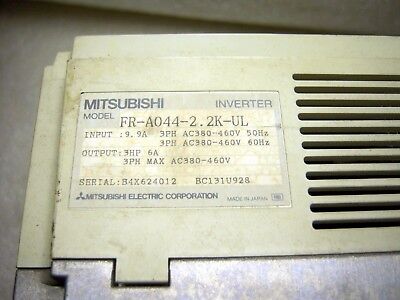 MITSUBISHI INVERTER
MODEL FR-A044-2.2K-UL
INPUT :9.9A 3PH AC380-460V 50Hz
3PH AC380-460V 60Hz
OUTPUT:3HP 6A
3PH MAX AC380-460V
SERIAL:B4X624012 BC131U928
MITSUBISHI ELECTRIC CORPORATION MADE IN JAPAN